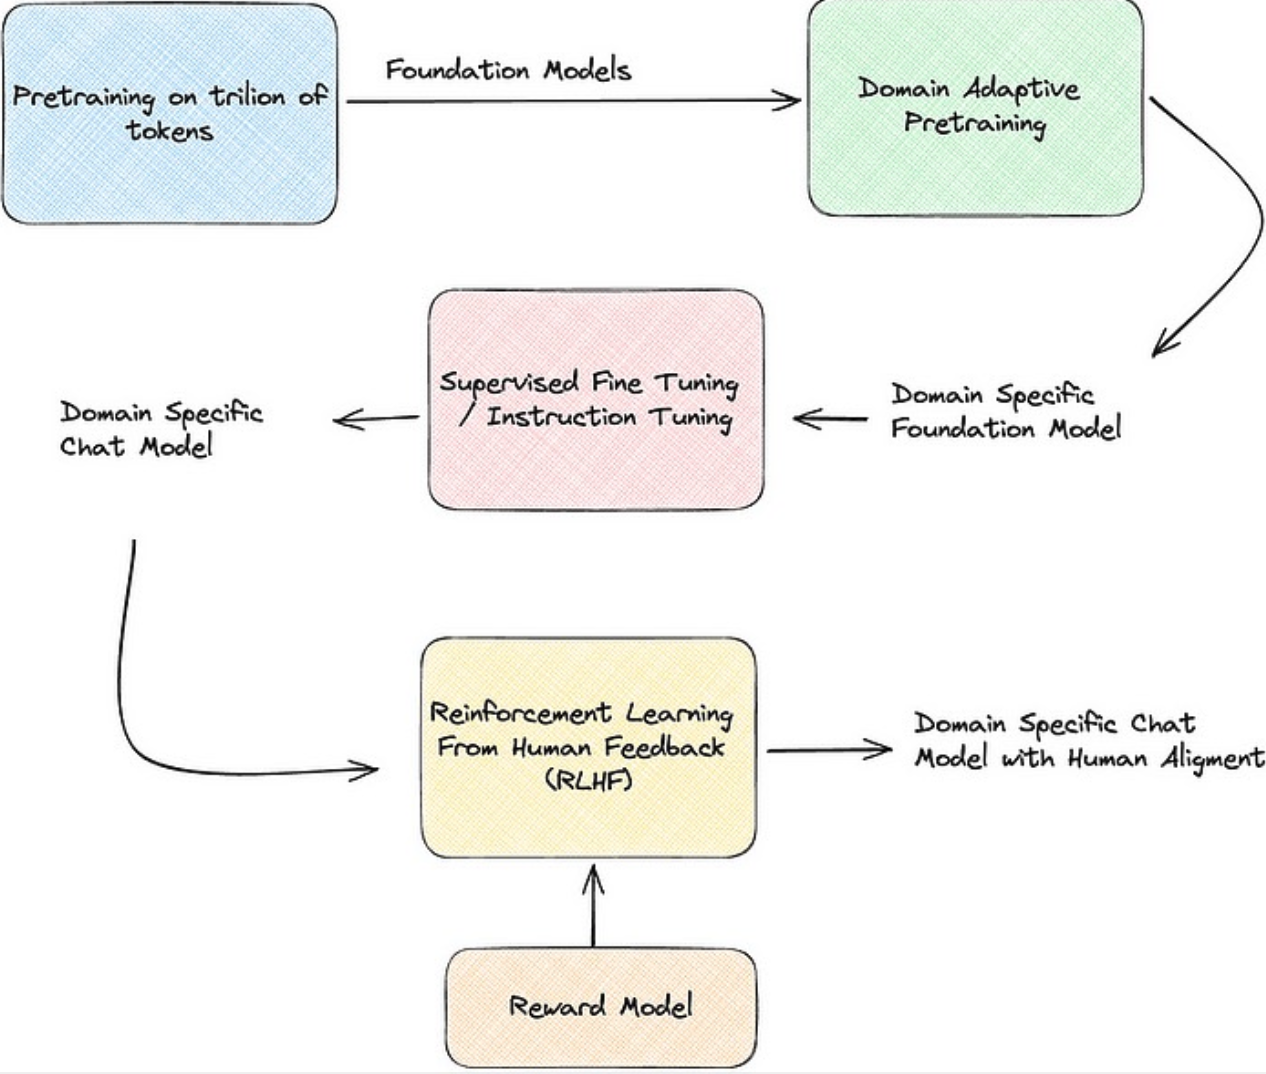 Pretraining on trilion of
tokens
Foundation Models
Domain Adaptive
Pretraining
Domain Specific
Foundation Model
Supervised Fine Tuning
/ Instruction Tuning
Domain Specific
Chat Model
Reinforcement Learning
From Human Feedback
(RLHF)
Domain Specific Chat
Model with Human Aligment
Reward Model